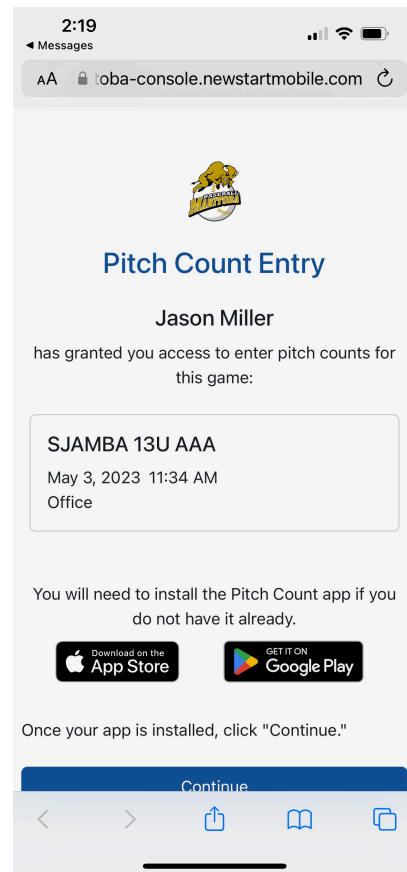 2:19
◀ Messages
AA toba-console.newstartmobile.com
BASEBALL
MANITOBA
Pitch Count Entry
Jason Miller
has granted you access to enter pitch counts for
this game:
SJAMBA 13U AAA
May 3, 2023 11:34 AM
Office
You will need to install the Pitch Count app if you
do not have it already.
Download on the
App Store
GET IT ON
Google Play
Once your app is installed, click "Continue."
Continue